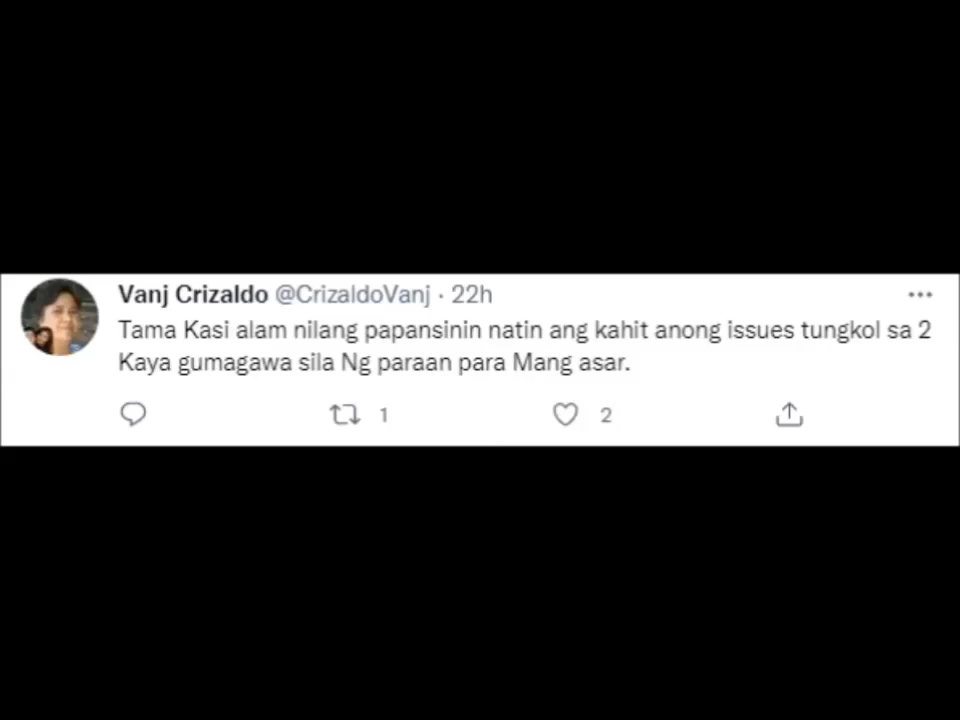 Vanj Crizaldo @CrizaldoVanj · 22h
Tama Kasi alam nilang papansinin natin ang kahit anong issues tungkol sa 2
Kaya gumagawa sila Ng paraan para Mang asar.
1 2